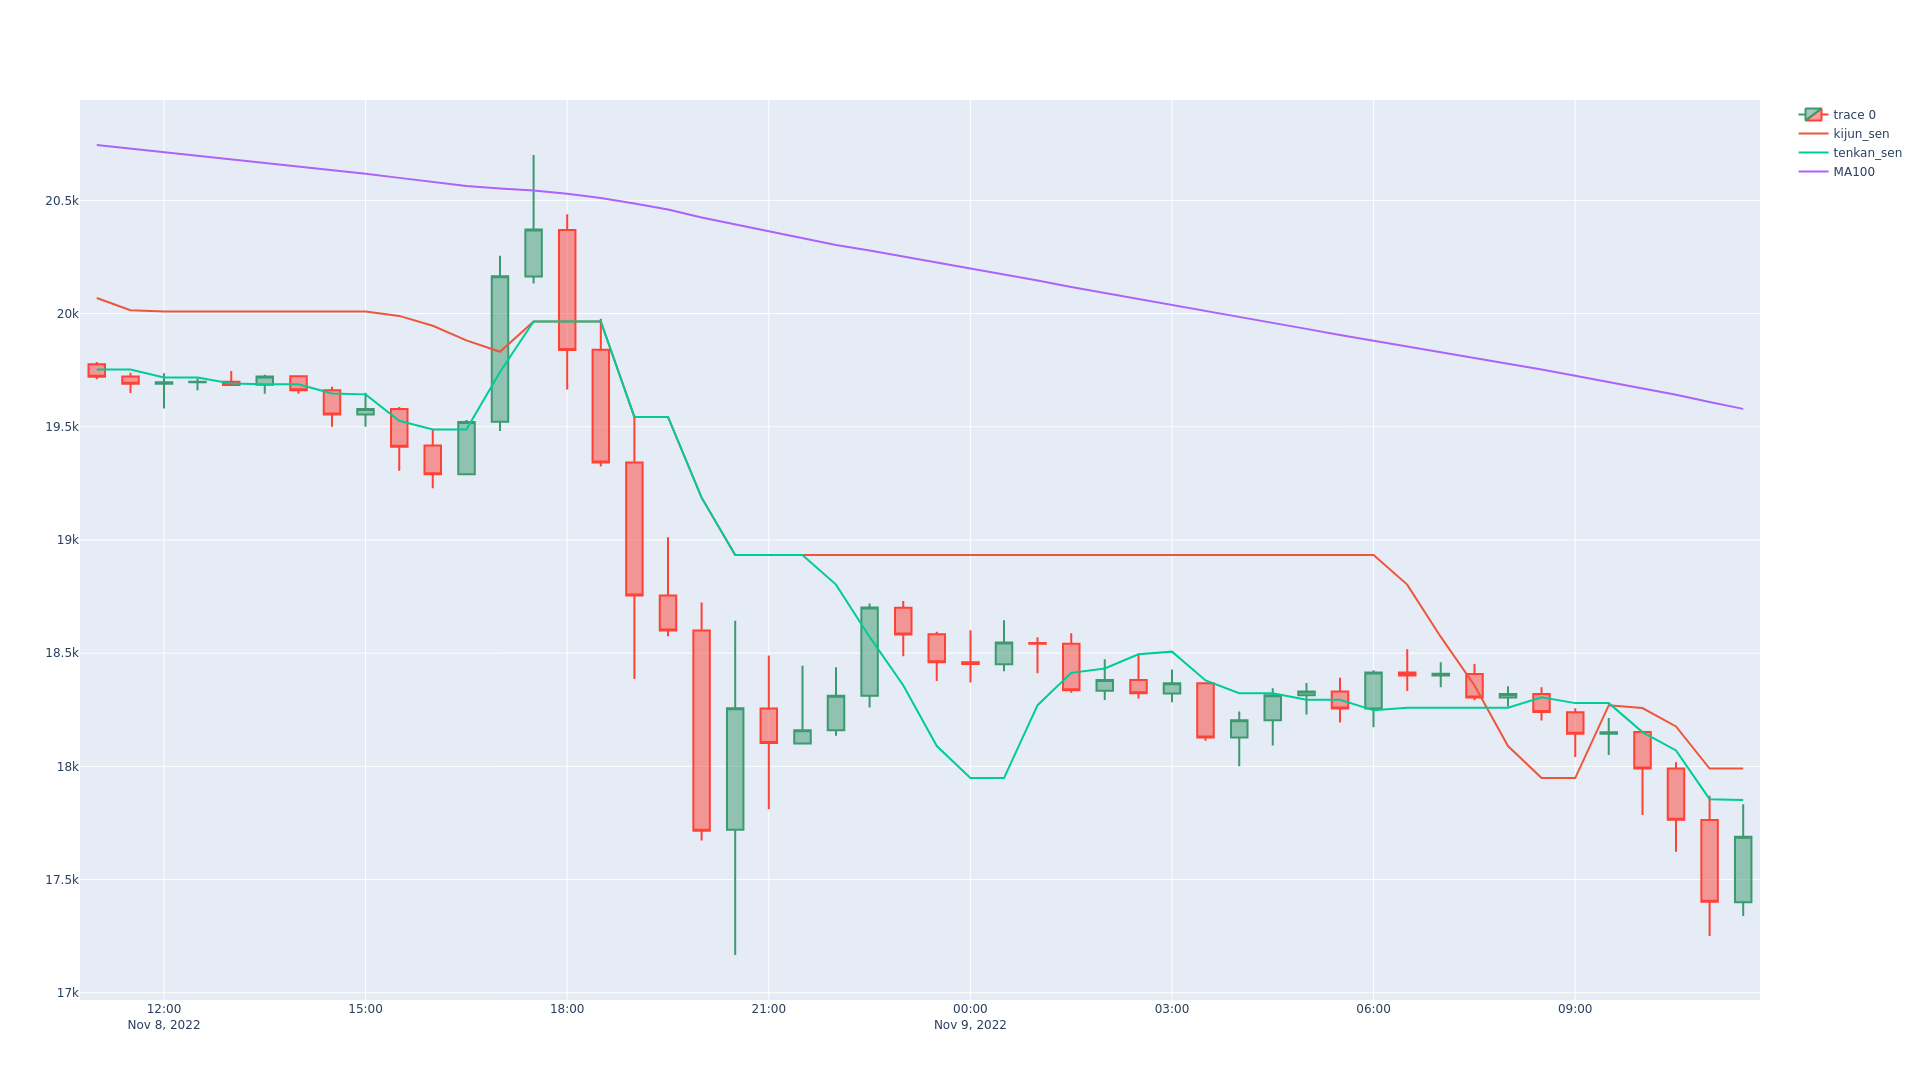 trace 0
kijun_sen
tenkan_sen
MA100
20.5k
20k
19.5k
19k
18.5k
18k
17.5k
17k
12:00 15:00 18:00 21:00 00:00 03:00 06:00 09:00
Nov 8, 2022 Nov 9, 2022